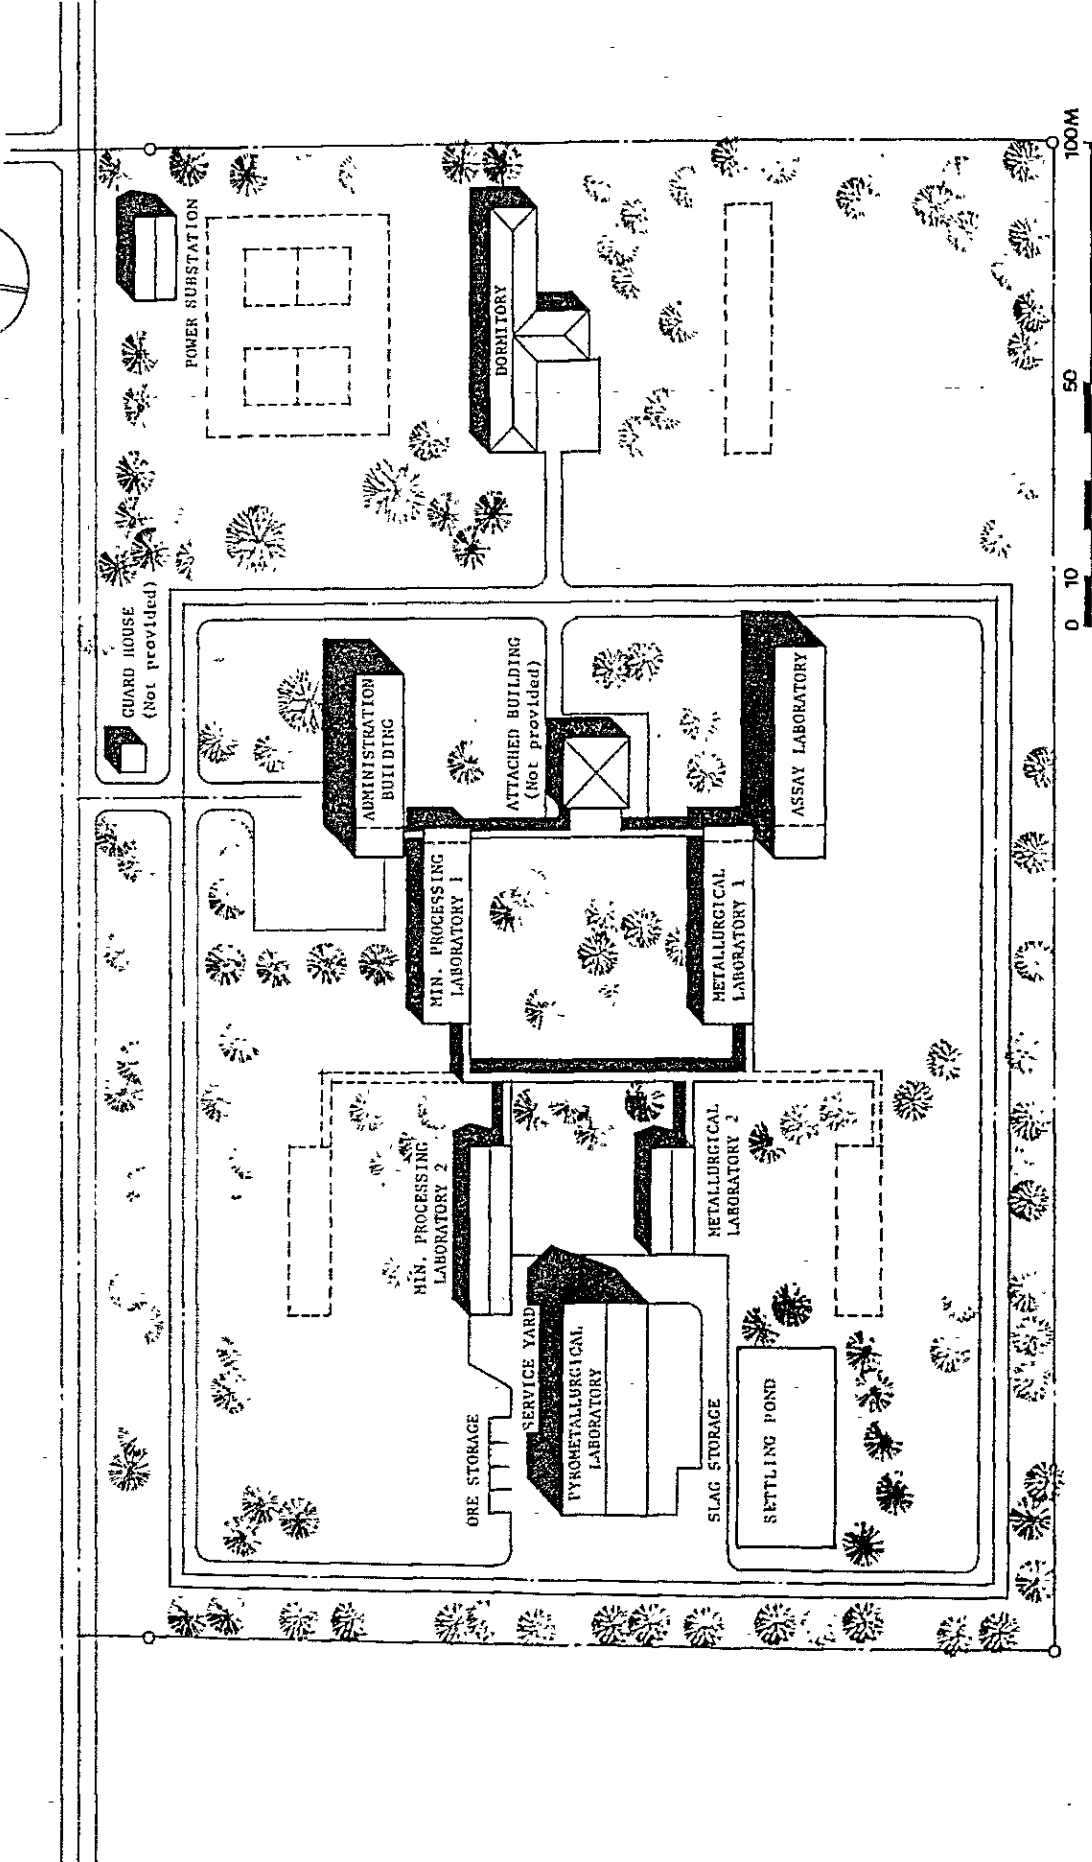 POWER SUBSTATION
GUARD HOUSE
(Not provided)
DORMITORY
ADMINISTRATION
BUILDING
ATTACHED BUILDING
(Not provided)
ASSAY LABORATORY
MIN. PROCESSING
LABORATORY 1
METALLURGICAL
LABORATORY 1
MIN. PROCESSING
LABORATORY 2
METALLURGICAL
LABORATORY 2
ORE STORAGE
SERVICE YARD
PYROMETALLURGICAL
LABORATORY
SLAG STORAGE
SETTLING POND
0 10 50 100M